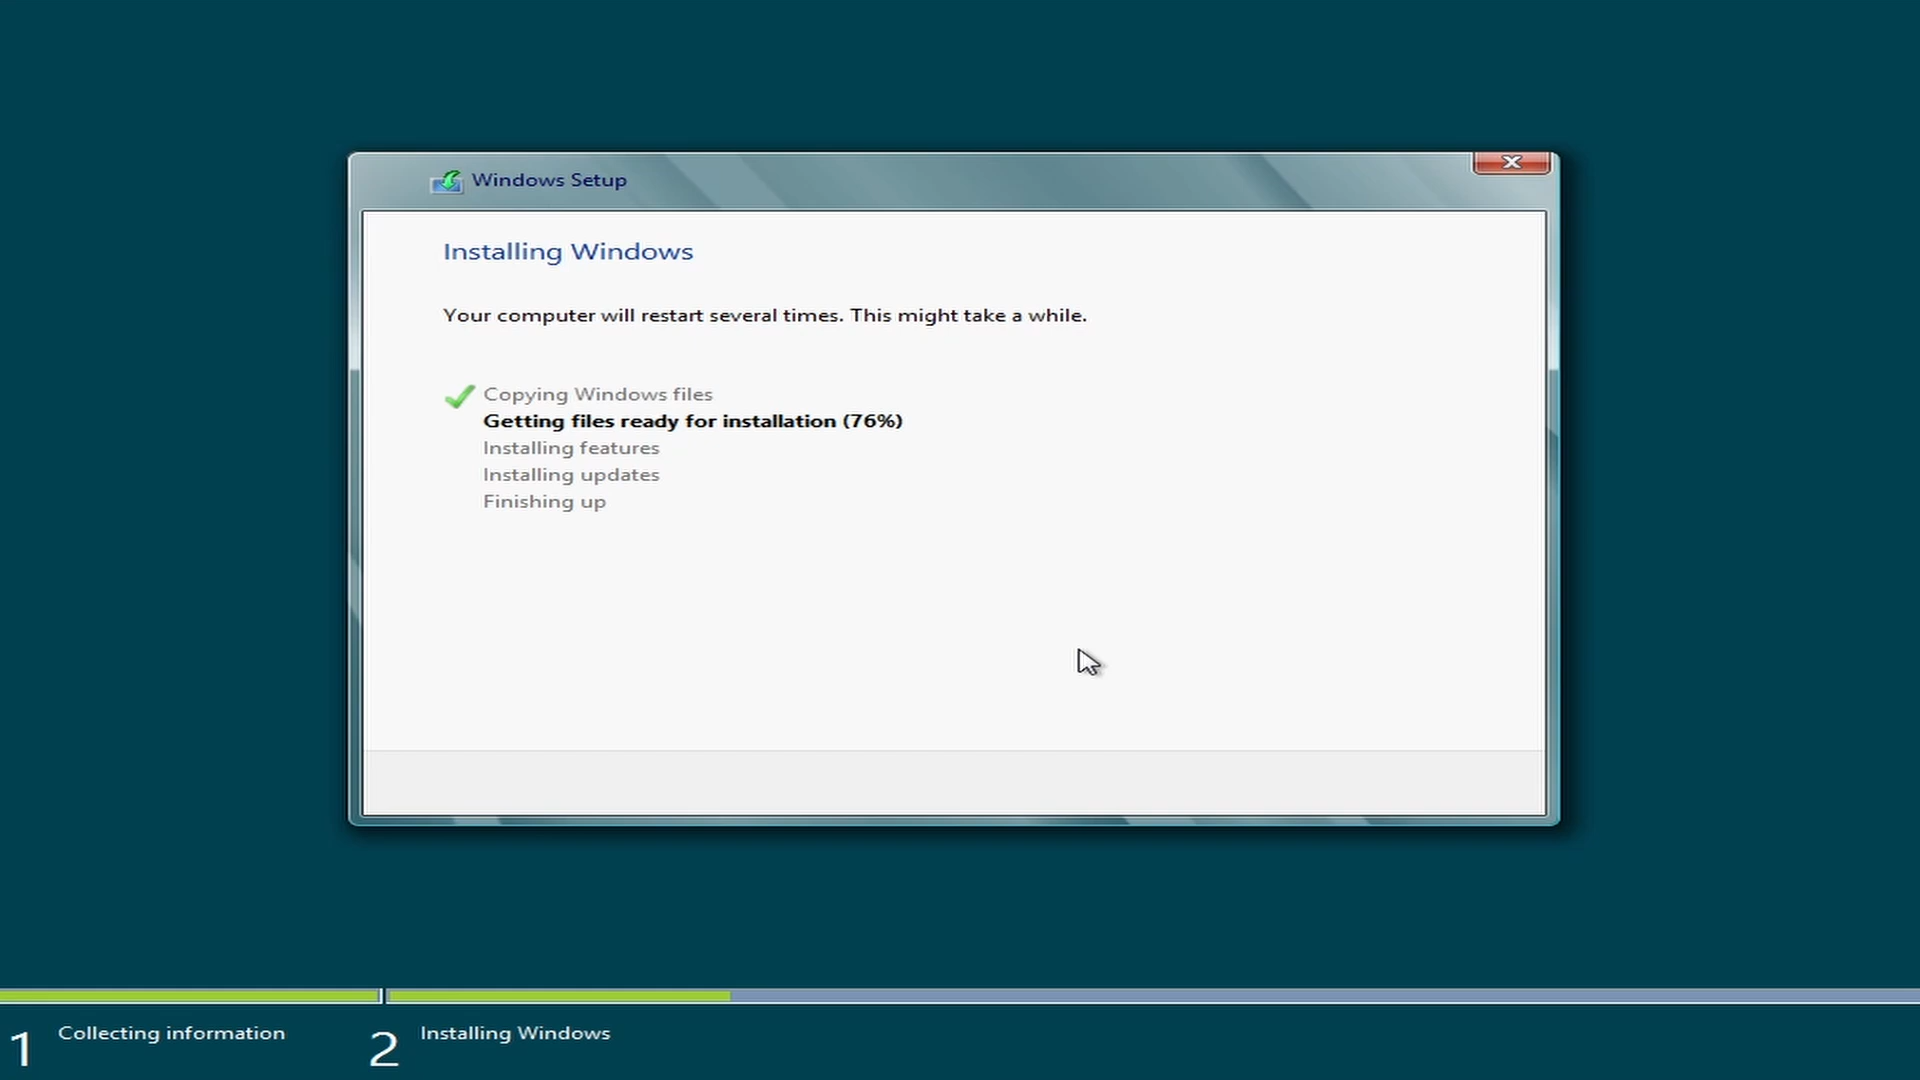 Windows Setup
Installing Windows
Your computer will restart several times. This might take a while.
Copying Windows files
Getting files ready for installation (76%)
Installing features
Installing updates
Finishing up
1 Collecting information
2 Installing Windows